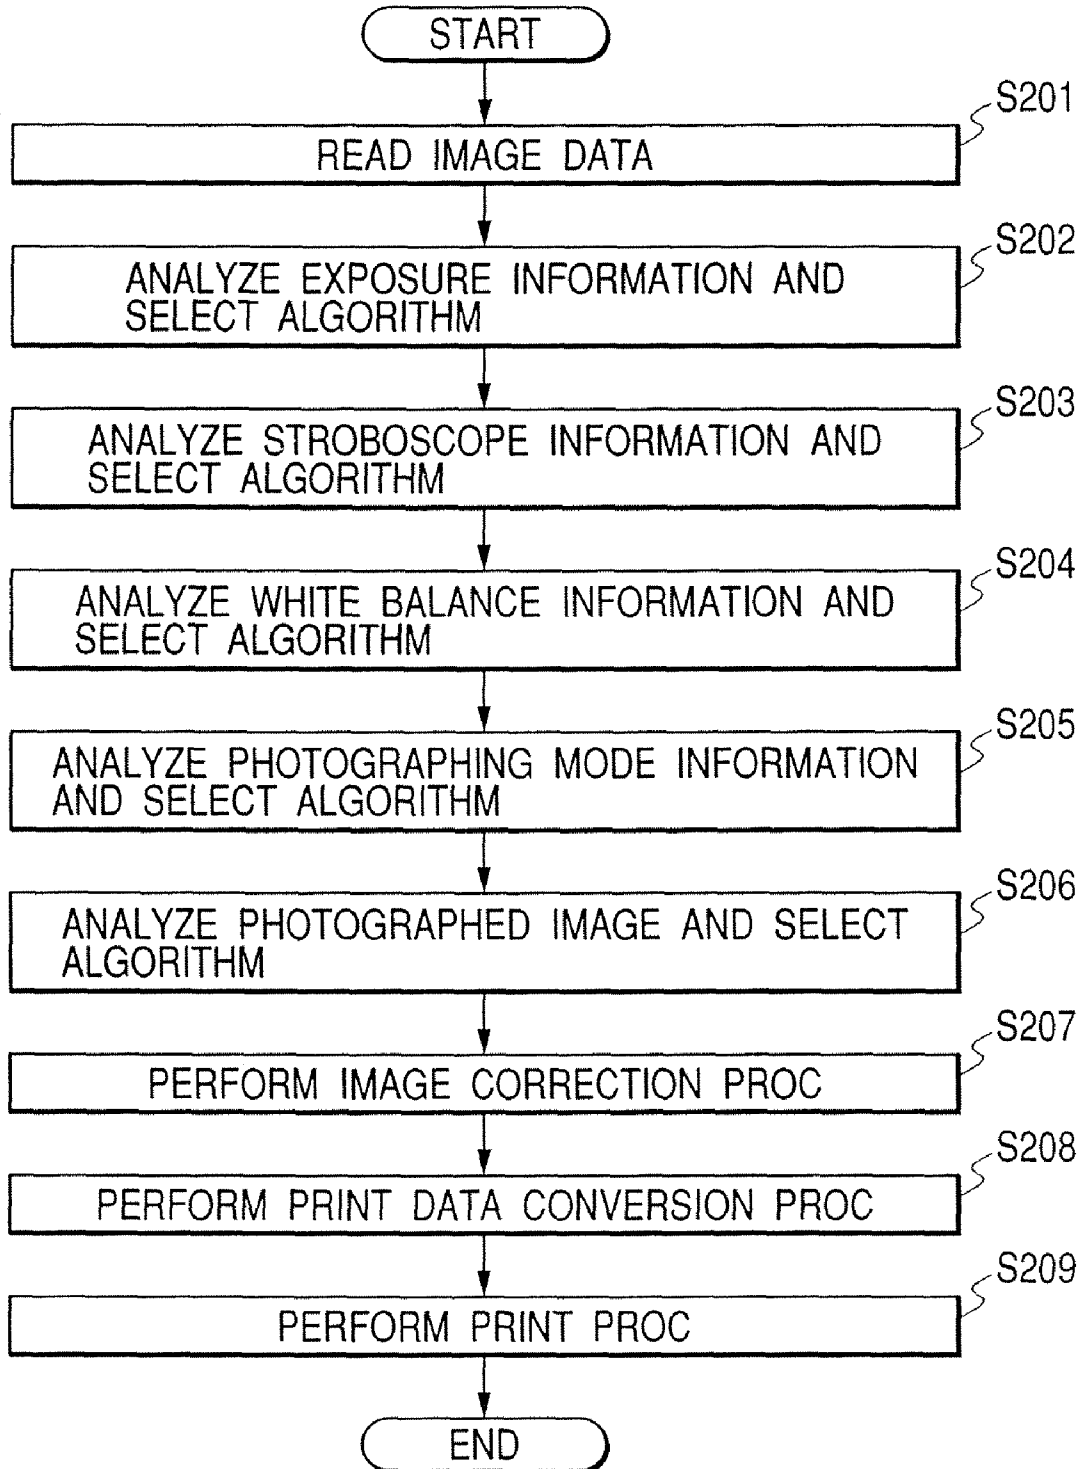 START
S201
READ IMAGE DATA
S202
ANALYZE EXPOSURE INFORMATION AND
SELECT ALGORITHM
S203
ANALYZE STROBOSCOPE INFORMATION AND
SELECT ALGORITHM
S204
ANALYZE WHITE BALANCE INFORMATION AND
SELECT ALGORITHM
S205
ANALYZE PHOTOGRAPHING MODE INFORMATION
AND SELECT ALGORITHM
S206
ANALYZE PHOTOGRAPHED IMAGE AND SELECT
ALGORITHM
S207
PERFORM IMAGE CORRECTION PROC
S208
PERFORM PRINT DATA CONVERSION PROC
S209
PERFORM PRINT PROC
END